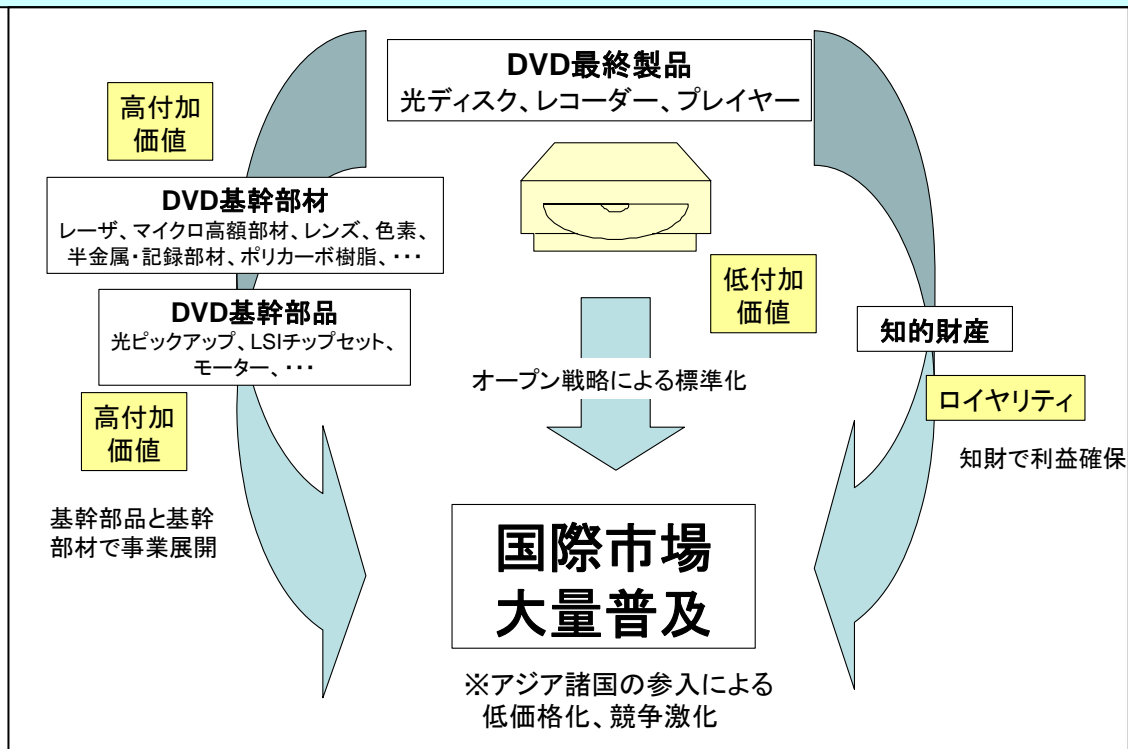 DVD最終製品
光ディスク、レコーダー、プレイヤー
高付加
価値
DVD基幹部材
レーザ、マイクロ高額部材、レンズ、色素、
半金属・記録部材、ポリカーボ樹脂、・・・
DVD基幹部品
光ピックアップ、LSIチップセット、
モーター、・・・
高付加
価値
基幹部品と基幹
部材で事業展開
低付加
価値
オープン戦略による標準化
知的財産
ロイヤリティ
知財で利益確保
国際市場
大量普及
※アジア諸国の参入による
低価格化、競争激化